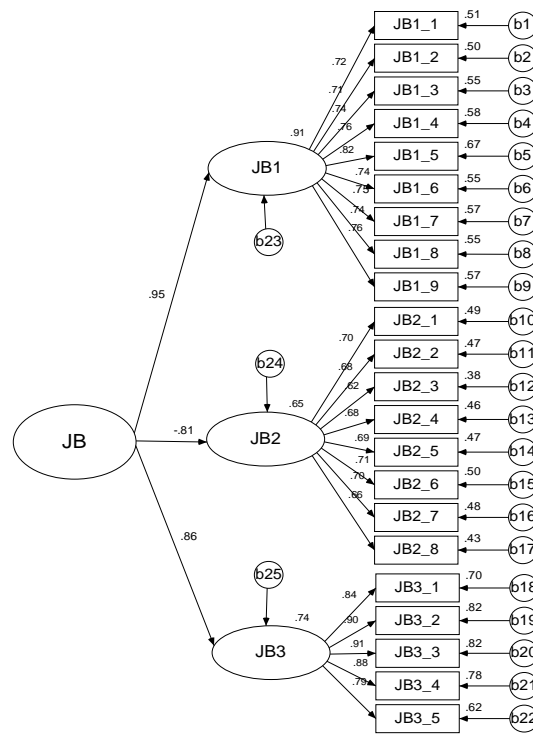 JB1_1
.51
b1
JB1_2
.50
b2
JB1_3
.55
b3
JB1_4
.58
b4
JB1_5
.67
b5
JB1_6
.55
b6
JB1_7
.57
b7
JB1_8
.55
b8
JB1_9
.57
b9
.72
.71
.74
.76
.82
.74
.75
.74
.76
.91
JB1
b23
.95
JB2_1
.49
b10
JB2_2
.47
b11
JB2_3
.38
b12
JB2_4
.46
b13
JB2_5
.47
b14
JB2_6
.50
b15
JB2_7
.48
b16
JB2_8
.43
b17
.70
.68
.62
.68
.69
.71
.70
.66
b24
.65
JB2
JB
-.81
.86
b25
.74
JB3
.84
.90
.91
.88
.79
JB3_1
.70
b18
JB3_2
.82
b19
JB3_3
.82
b20
JB3_4
.78
b21
JB3_5
.62
b22